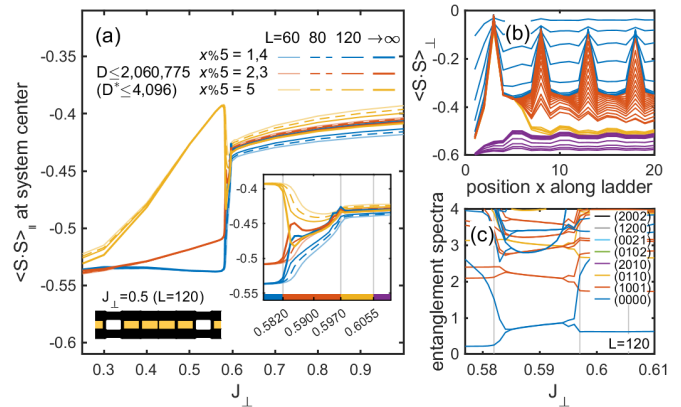 (a)
L=60 80 120 →∞
x%5 = 1,4
D≤2,060,775 x%5 = 2,3
(D*≤4,096) x%5 = 5
<S·S>∥ at system center
-0.31
-0.4
-0.5
-0.6
0.3 0.4 0.5 0.6 0.7 0.8 0.9
J⊥
J⊥=0.5 (L=120)
-0.4
-0.45
-0.5
-0.55
0.5820 0.5900 0.5970 0.6055
(b)
<S·S>⊥
0
-0.2
-0.4
-0.6
0 5 10 15 20
position x along ladder
(c)
entanglement spectra
4
3
2
1
0
(2002)
(1200)
(0021)
(0102)
(2010)
(0110)
(1001)
(0000)
L=120
0.58 0.59 0.60 0.61
J⊥